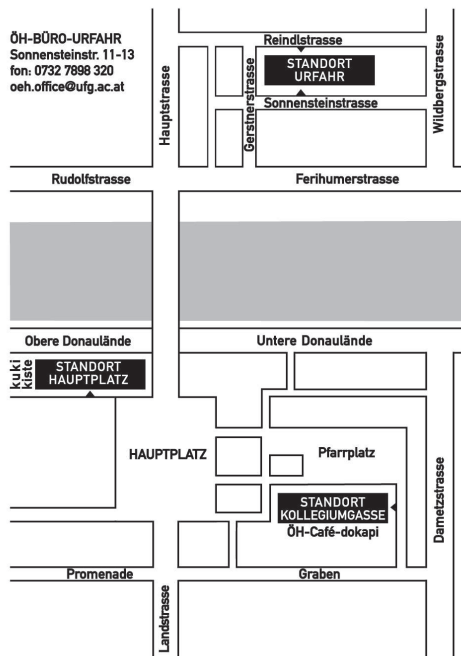 ÖH-BÜRO-URFAHR
Sonnensteinstr. 11-13
fon: 0732 7898 320
oeh.office@ufg.ac.at
Hauptstrasse
Reindlstrasse
STANDORT
URFAHR
Gerstnerstrasse
Sonnensteinstrasse
Wildbergstrasse
Rudolfstrasse
Ferihumerstrasse
Obere Donaulände
Untere Donaulände
kuki
kiste
STANDORT
HAUPTPLATZ
HAUPTPLATZ
Pfarrplatz
STANDORT
KOLLEGIUMGASSE
ÖH-Café-dokapi
Dametzstrasse
Promenade
Graben
Landstrasse